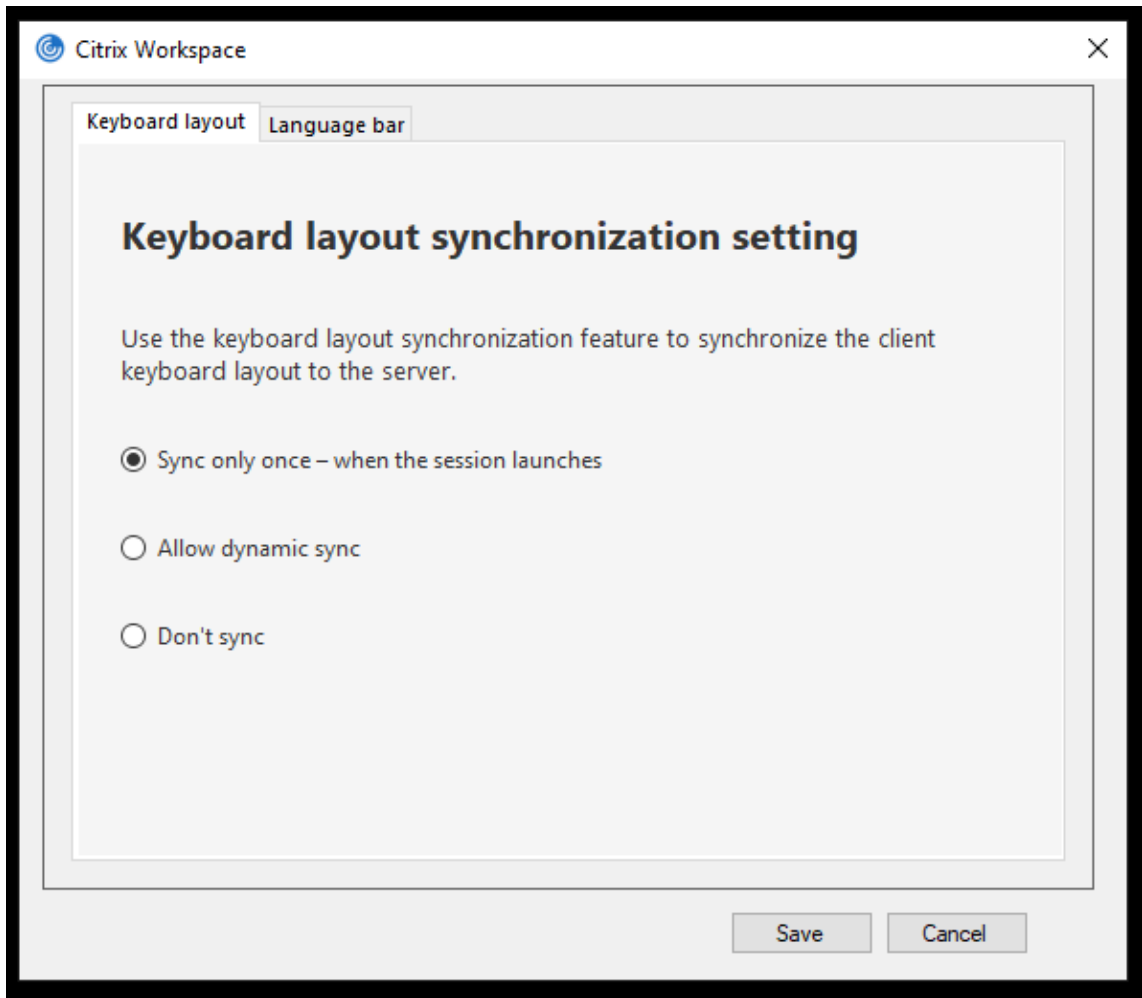 Citrix Workspace
Keyboard layout
Language bar
Keyboard layout synchronization setting
Use the keyboard layout synchronization feature to synchronize the client
keyboard layout to the server.
Sync only once – when the session launches
Allow dynamic sync
Don't sync
Save
Cancel